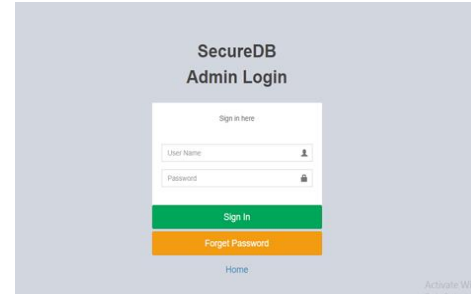 SecureDB
Admin Login
Sign in here
User Name
Password
Sign In
Forget Password
Home
Activate